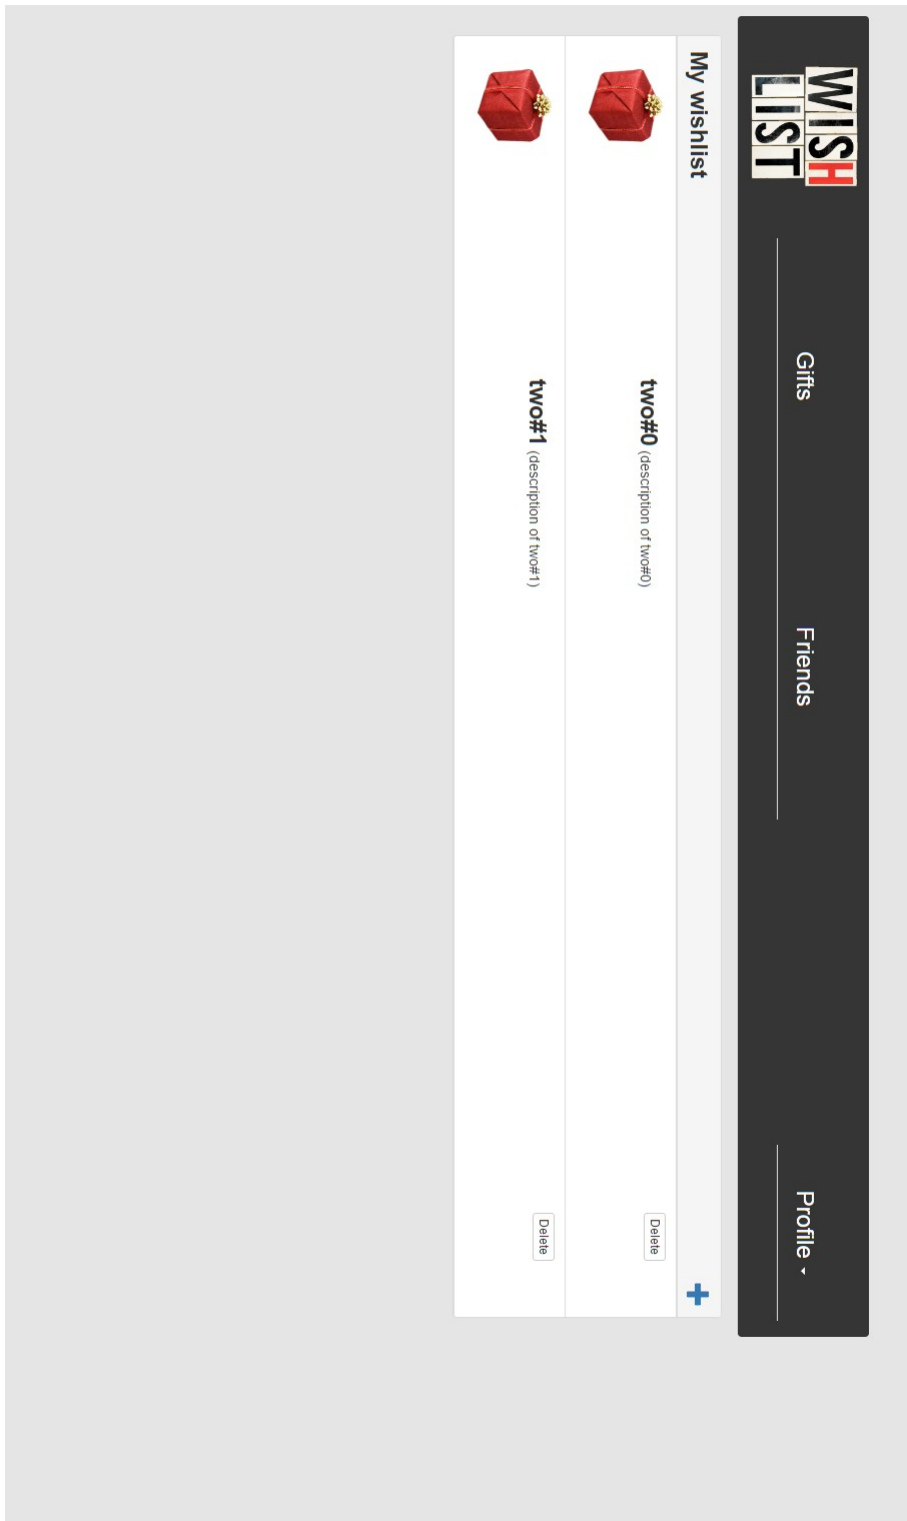 WISH
LIST
Gifts
Friends
Profile
My wishlist
two#0 (description of two#0)
Delete
two#1 (description of two#1)
Delete